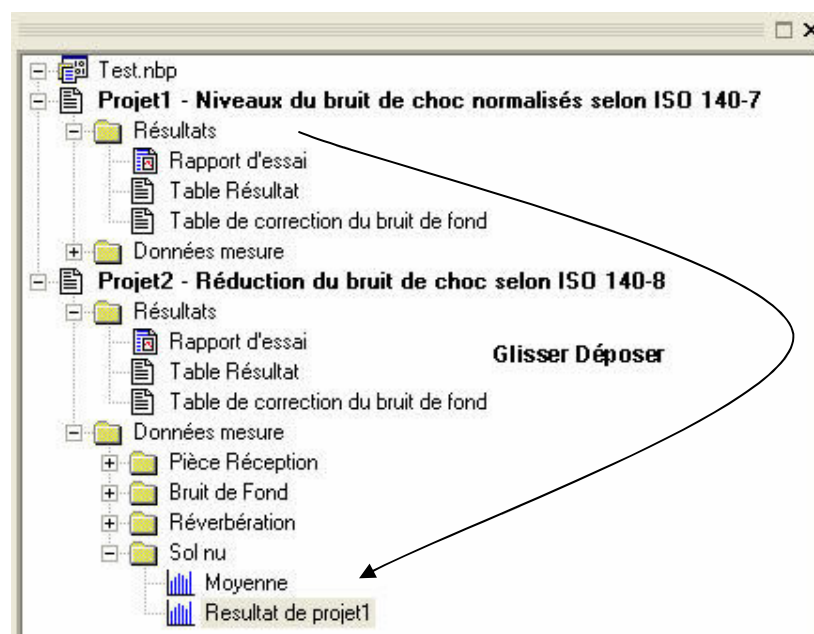 Test.nbp
Projet1 - Niveaux du bruit de choc normalisés selon ISO 140-7
Résultats
Rapport d'essai
Table Résultat
Table de correction du bruit de fond
Données mesure
Projet2 - Réduction du bruit de choc selon ISO 140-8
Résultats
Rapport d'essai
Glisser Déposer
Table Résultat
Table de correction du bruit de fond
Données mesure
Pièce Réception
Bruit de Fond
Réverbération
Sol nu
Moyenne
Resultat de projet1